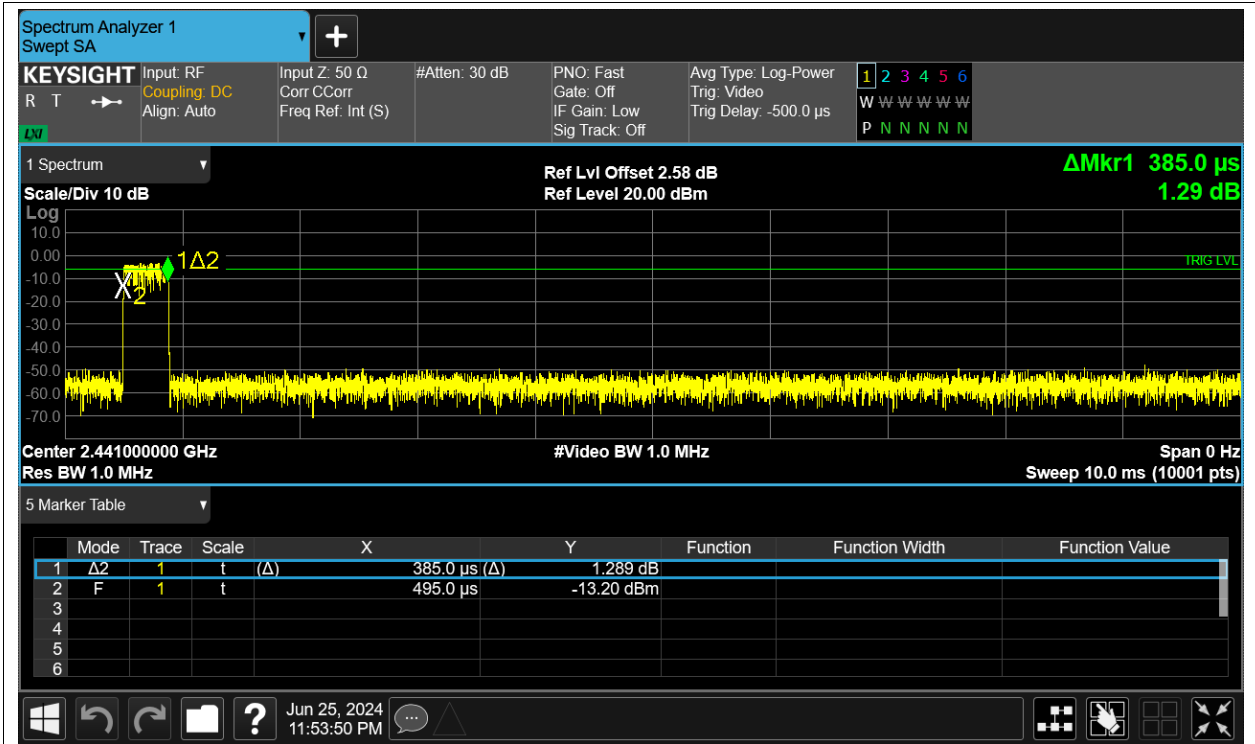 Spectrum Analyzer 1
Swept SA
+
KEYSIGHT
R T
LXI
Input: RF
Coupling: DC
Align: Auto
Input Z: 50 Ω
Corr CCorr
Freq Ref: Int (S)
#Atten: 30 dB
PNO: Fast
Gate: Off
IF Gain: Low
Sig Track: Off
Avg Type: Log-Power
Trig: Video
Trig Delay: -500.0 µs
1 2 3 4 5 6
W W W W W W
P N N N N N
1 Spectrum
Scale/Div 10 dB
Ref Lvl Offset 2.58 dB
Ref Level 20.00 dBm
ΔMkr1 385.0 µs
1.29 dB
Log
10.0
0.00
-10.0
-20.0
-30.0
-40.0
-50.0
-60.0
-70.0
1Δ2
X2
TRIG LVL
Center 2.441000000 GHz
Res BW 1.0 MHz
#Video BW 1.0 MHz
Span 0 Hz
Sweep 10.0 ms (10001 pts)
5 Marker Table
Mode Trace Scale X Y Function Function Width Function Value
1 Δ2 1 t (Δ) 385.0 µs (Δ) 1.289 dB
2 F 1 t 495.0 µs -13.20 dBm
3
4
5
6
?
Jun 25, 2024
11:53:50 PM